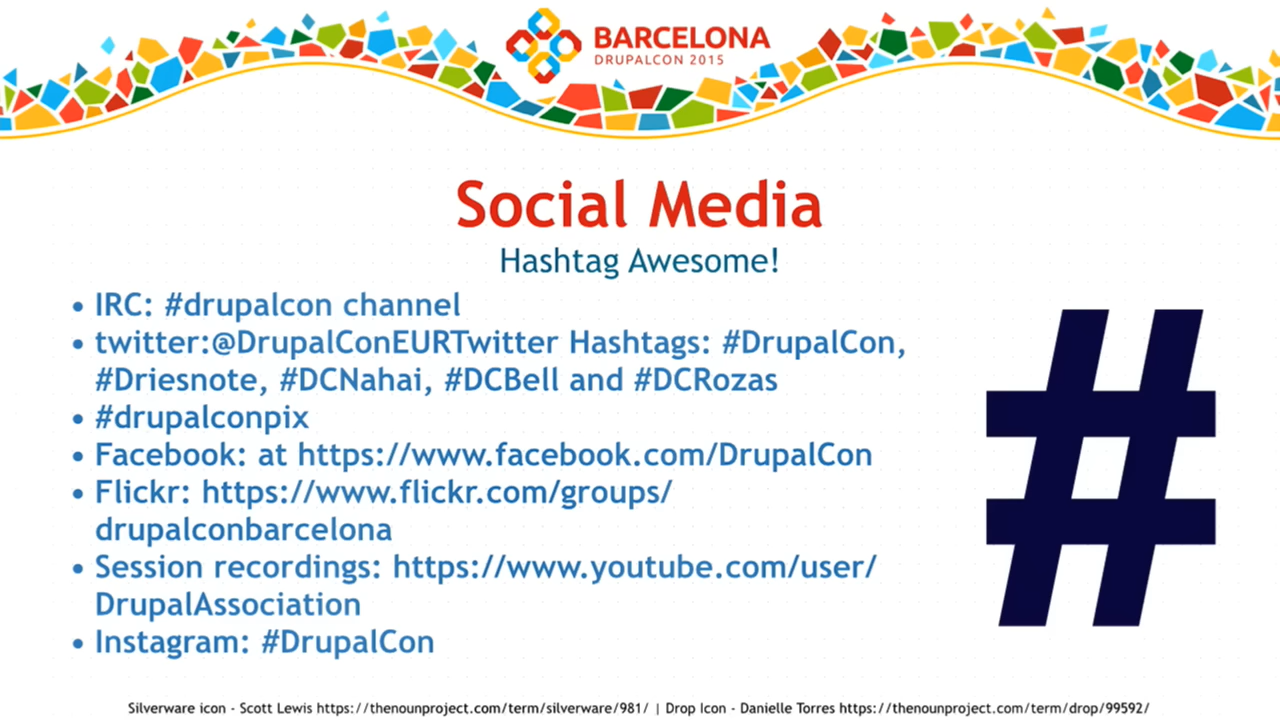 BARCELONA
DRUPALCON 2015
Social Media
Hashtag Awesome!
• IRC: #drupalcon channel
• twitter:@DrupalConEURTwitter Hashtags: #DrupalCon,
#Driesnote, #DCNahai, #DCBell and #DCRozas
• #drupalconpix
• Facebook: at https://www.facebook.com/DrupalCon
• Flickr: https://www.flickr.com/groups/
drupalconbarcelona
• Session recordings: https://www.youtube.com/user/
DrupalAssociation
• Instagram: #DrupalCon
#
Silverware icon - Scott Lewis https://thenounproject.com/term/silverware/981/ | Drop Icon - Danielle Torres https://thenounproject.com/term/drop/99592/